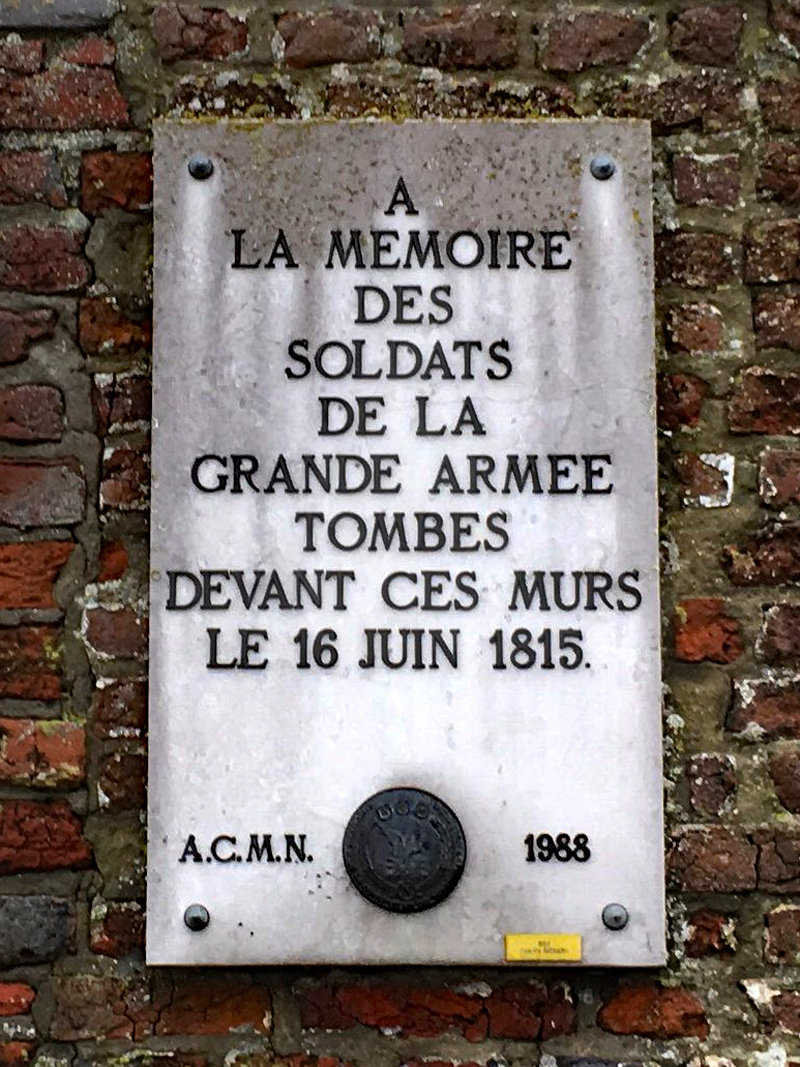 A
LA MEMOIRE
DES
SOLDATS
DE LA
GRANDE ARMEE
TOMBES
DEVANT CES MURS
LE 16 JUIN 1815.
A.C.M.N. 1988